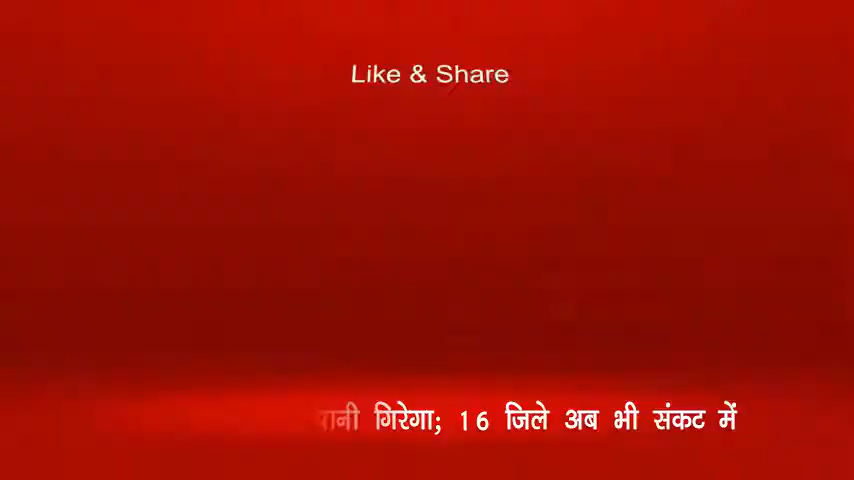 Like & Share
पानी गिरेगा; 16 जिले अब भी संकट में